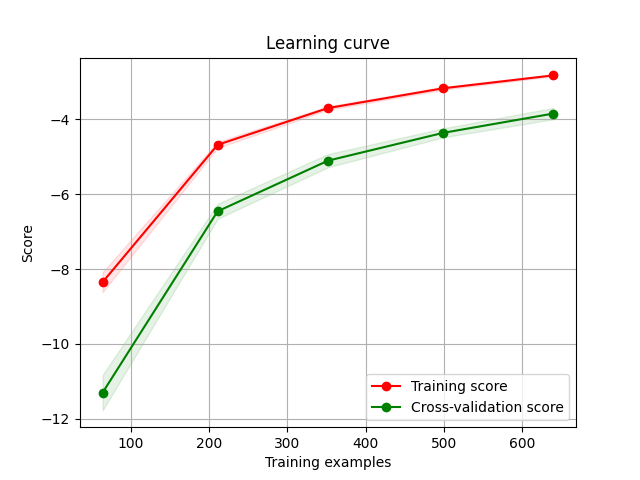 Learning curve
Score
−4
−6
−8
−10
−12
100 200 300 400 500 600
Training examples
Training score
Cross-validation score